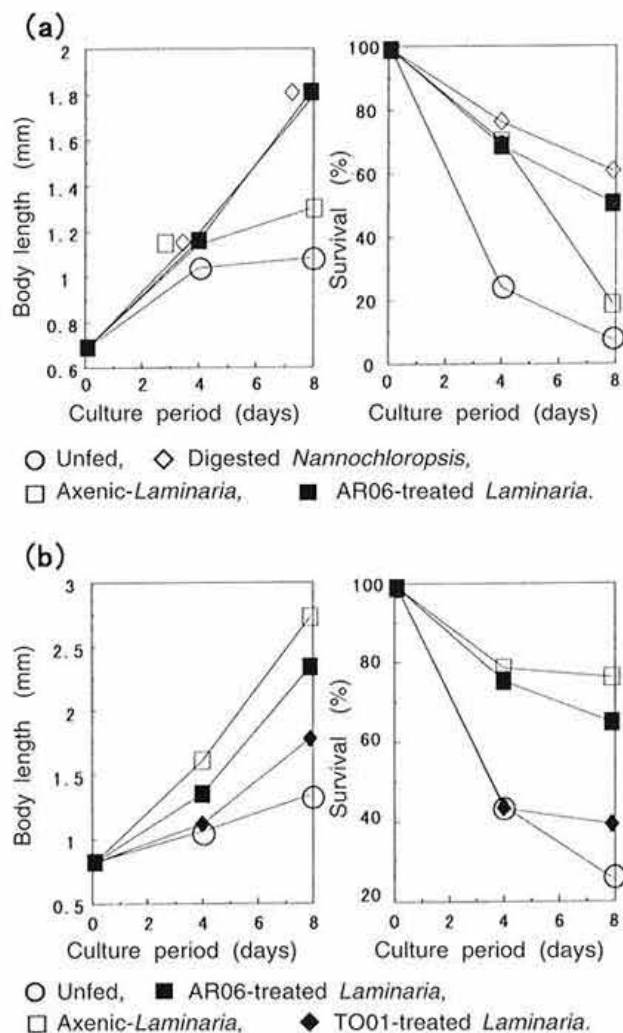 (a)
Body length (mm)
2
1.8
1.6
1.4
1.2
1
0.8
0.6
0 2 4 6 8
Culture period (days)
Survival (%)
100
80
60
40
20
0
0 2 4 6 8
Culture period (days)
Unfed, Digested Nannochloropsis,
Axenic-Laminaria, AR06-treated Laminaria.
(b)
Body length (mm)
3
2.5
2
1.5
1
0.5
0 2 4 6 8
Culture period (days)
Survival (%)
100
80
60
40
20
0 2 4 6 8
Culture period (days)
Unfed, AR06-treated Laminaria,
Axenic-Laminaria, TO01-treated Laminaria.